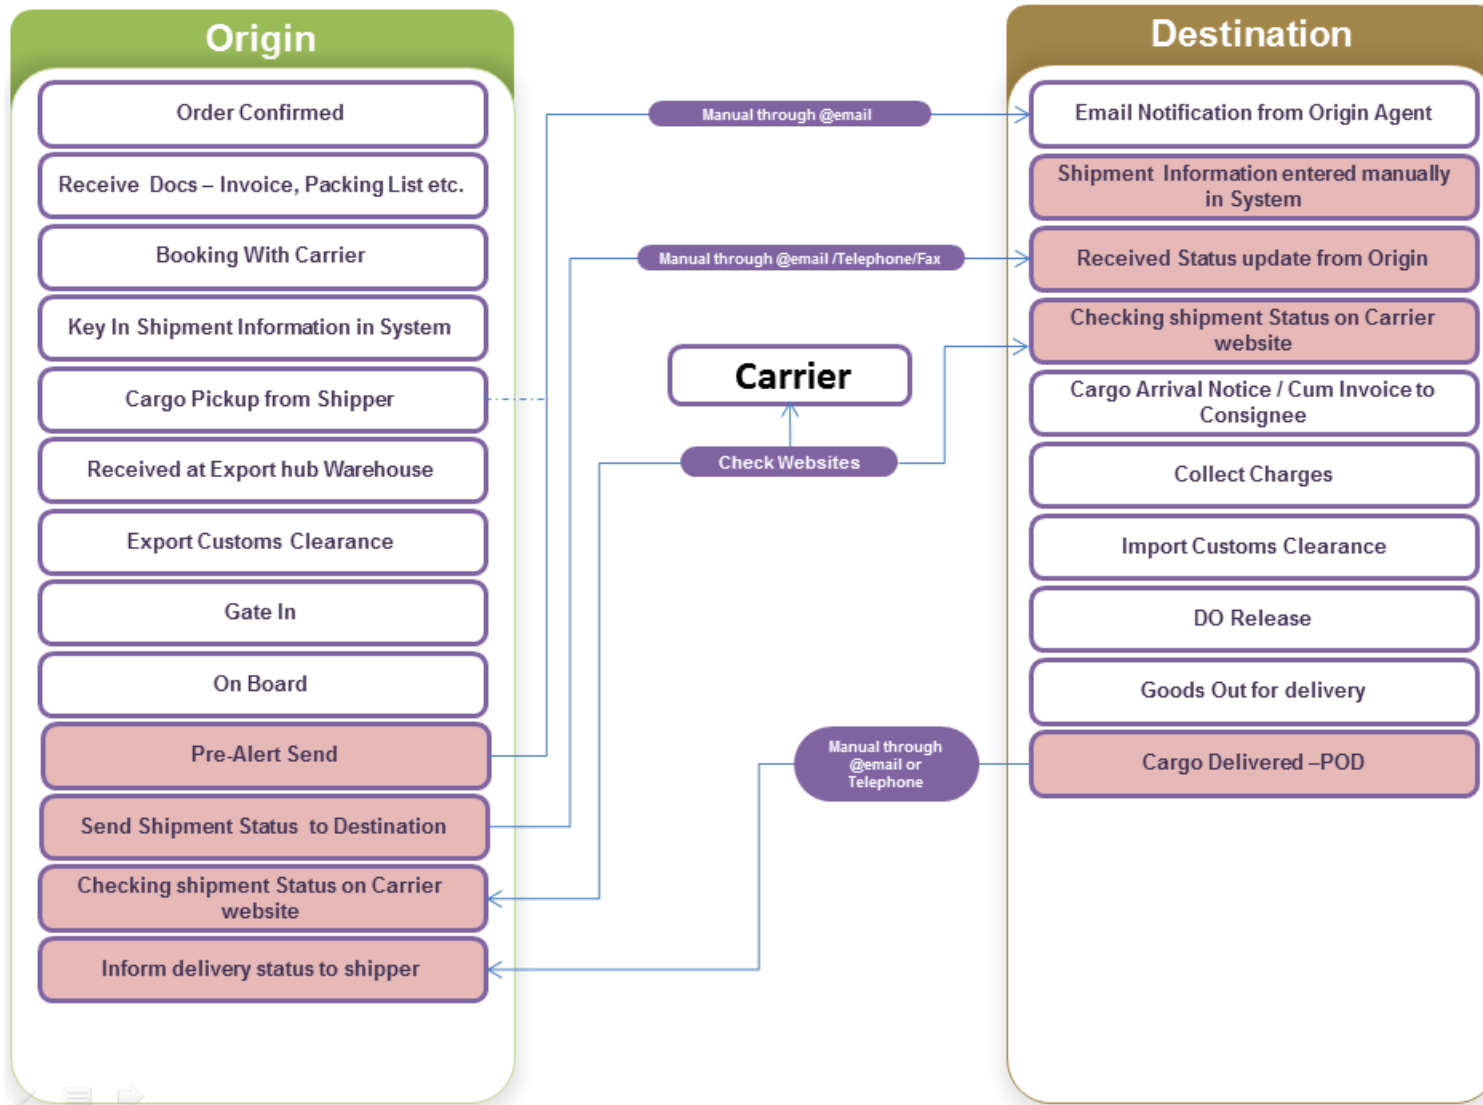 Origin
Order Confirmed
Receive Docs – Invoice, Packing List etc.
Booking With Carrier
Key In Shipment Information in System
Cargo Pickup from Shipper
Received at Export hub Warehouse
Export Customs Clearance
Gate In
On Board
Pre-Alert Send
Send Shipment Status to Destination
Checking shipment Status on Carrier
website
Inform delivery status to shipper
Manual through @email
Manual through @email /Telephone/Fax
Carrier
Check Websites
Manual through
@email or
Telephone
Destination
Email Notification from Origin Agent
Shipment Information entered manually
in System
Received Status update from Origin
Checking shipment Status on Carrier
website
Cargo Arrival Notice / Cum Invoice to
Consignee
Collect Charges
Import Customs Clearance
DO Release
Goods Out for delivery
Cargo Delivered –POD